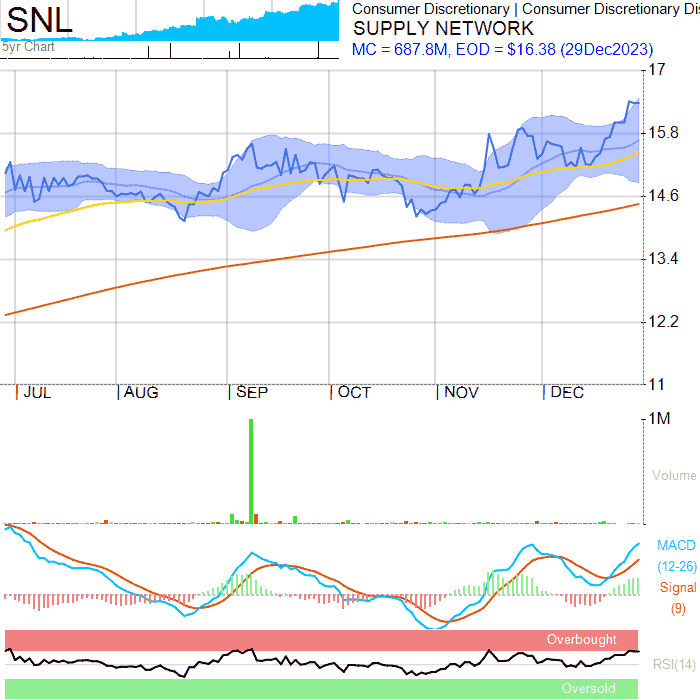 SNL
5yr Chart
Consumer Discretionary | Consumer Discretionary Dis
SUPPLY NETWORK
MC = 687.8M, EOD = $16.38 (29Dec2023)
17
15.8
14.6
13.4
12.2
11
JUL AUG SEP OCT NOV DEC
1M
Volume
MACD
(12-26)
Signal
(9)
Overbought
RSI(14)
Oversold